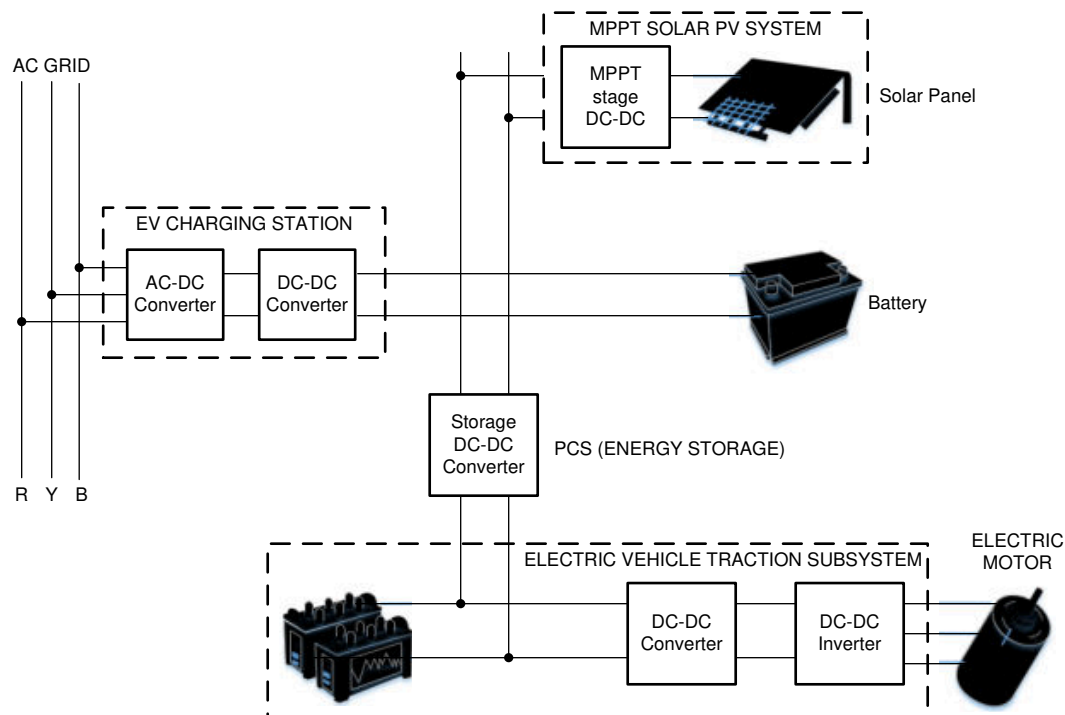 MPPT SOLAR PV SYSTEM
AC GRID
MPPT
stage
DC-DC
Solar Panel
EV CHARGING STATION
AC-DC
Converter
DC-DC
Converter
Battery
Storage
DC-DC
Converter
PCS (ENERGY STORAGE)
R Y B
ELECTRIC VEHICLE TRACTION SUBSYSTEM
ELECTRIC
MOTOR
DC-DC
Converter
DC-DC
Inverter